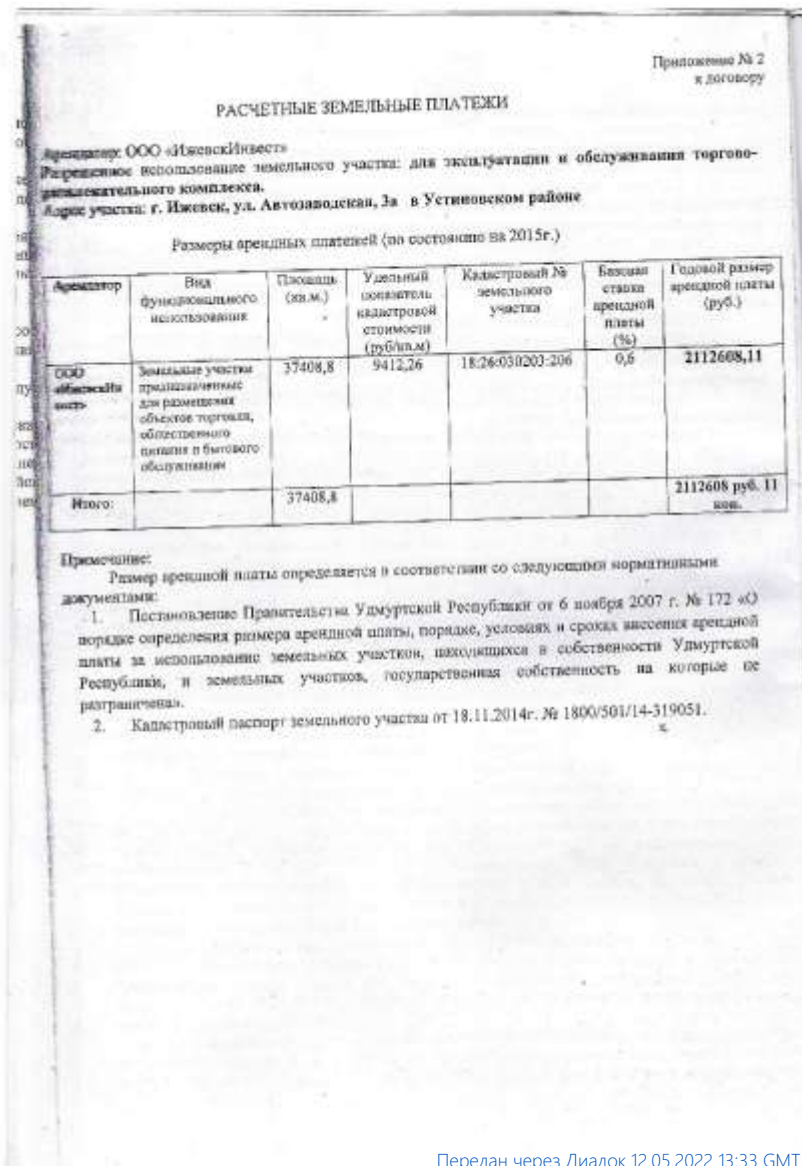 Приложение № 2
к договору
РАСЧЕТНЫЕ ЗЕМЕЛЬНЫЕ ПЛАТЕЖИ
Арендатор: ООО «ИжевскИнвест»
Разрешенное использование земельного участка: для эксплуатации и обслуживания торгово-
развлекательного комплекса.
Адрес участка: г. Ижевск, ул. Автозаводская, 3а в Устиновском районе
Размеры арендных платежей (по состоянию на 2015г.)
Арендатор
Вид
функционального
использования
Площадь
(кв.м.)
Удельный
показатель
кадастровой
стоимости
(руб/кв.м)
Кадастровый №
земельного
участка
Базовая
ставка
арендной
платы
(%)
Годовой размер
арендной платы
(руб.)
ООО
«ИжевскИн
вест»
Земельные участки
предназначенные
для размещения
объектов торговли,
общественного
питания и бытового
обслуживания
37408,8
9412,26
18:26:030203:206
0,6
2112608,11
Итого:
37408,8
2112608 руб. 11
коп.
Примечание:
Размер арендной платы определяется в соответствии со следующими нормативными
документами:
1. Постановление Правительства Удмуртской Республики от 6 ноября 2007 г. № 172 «О
порядке определения размера арендной платы, порядке, условиях и сроках внесения арендной
платы за использование земельных участков, находящихся в собственности Удмуртской
Республики, и земельных участков, государственная собственность на которые не
разграничена».
2. Кадастровый паспорт земельного участка от 18.11.2014г. № 1800/501/14-319051.
Передан через Диадок 12.05.2022 13:33 GMT